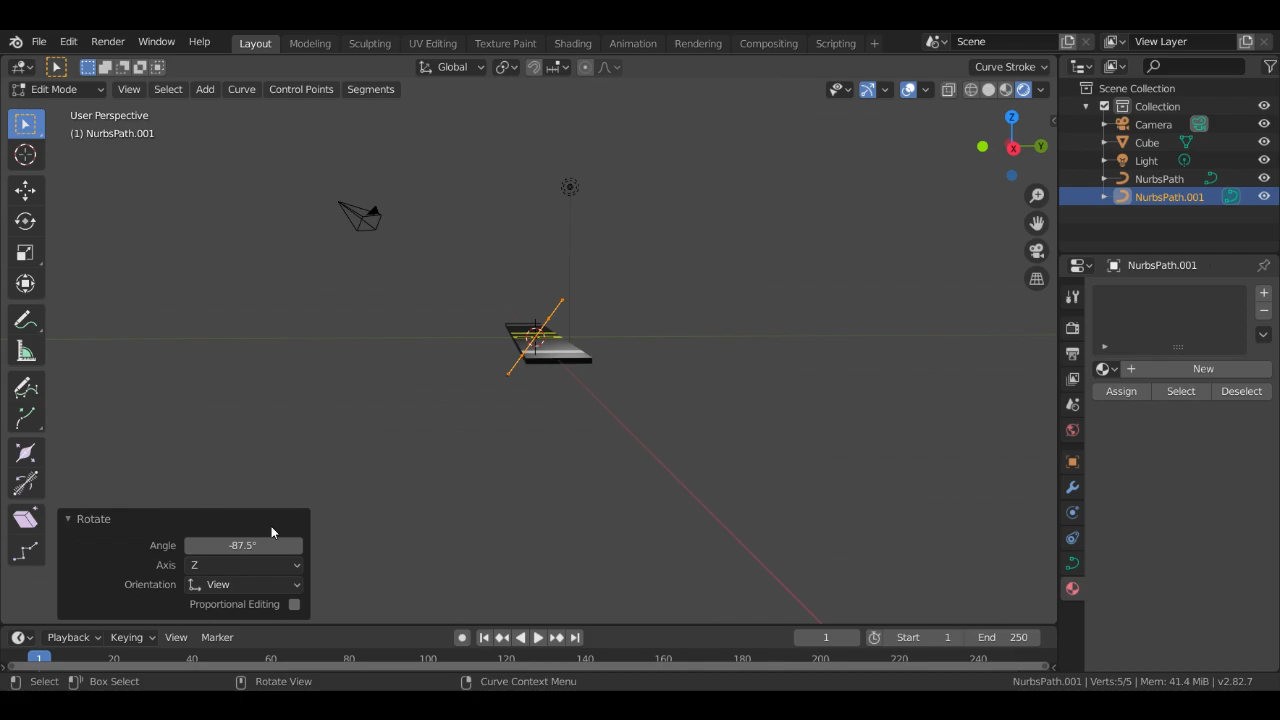 File Edit Render Window Help Layout Modeling Sculpting UV Editing Texture Paint Shading Animation Rendering Compositing Scripting + Scene View Layer
Global Curve Stroke
Edit Mode View Select Add Curve Control Points Segments
User Perspective
(1) NurbsPath.001
Z
Y
X
Scene Collection
Collection
Camera
Cube
Light
NurbsPath
NurbsPath.001
NurbsPath.001
New
Assign Select Deselect
Rotate
Angle -87.5°
Axis Z
Orientation View
Proportional Editing
Playback Keying View Marker 1 Start 1 End 250
1 20 40 60 80 100 120 140 160 180 200 220 240
Select Box Select Rotate View Curve Context Menu NurbsPath.001 | Verts:5/5 | Mem: 41.4 MiB | v2.82.7